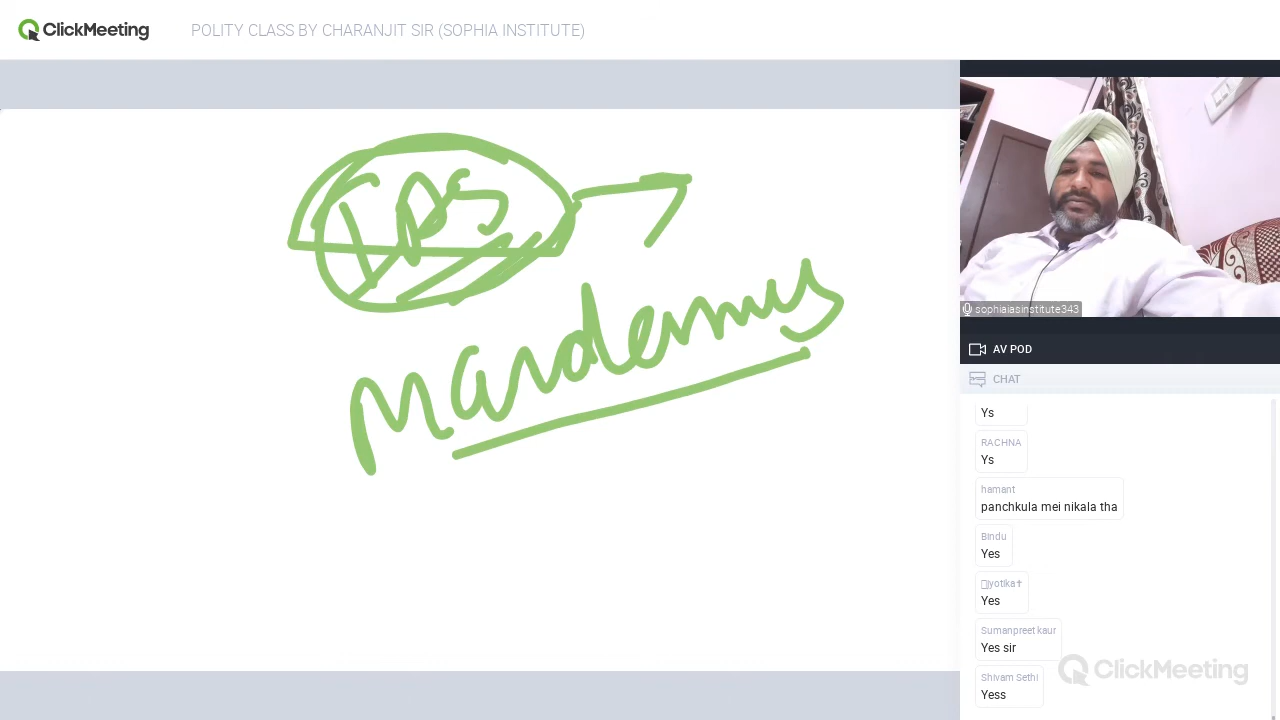 ClickMeeting
POLITY CLASS BY CHARANJIT SIR (SOPHIA INSTITUTE)
IPS
sophiaiasinstitute343
AV POD
CHAT
Ys
RACHNA
Ys
hamant
panchkula mei nikala tha
Bindu
Yes
Jyotika✝
Yes
Sumanpreet kaur
Yes sir
Shivam Sethi
Yess
ClickMeeting